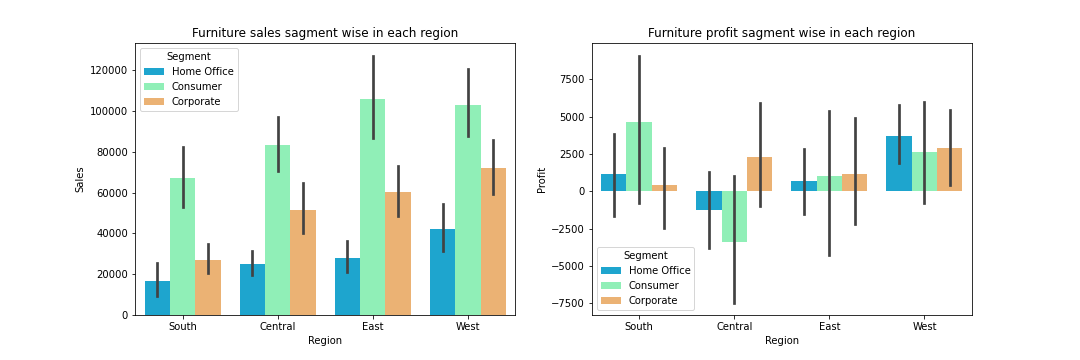 Furniture sales sagment wise in each region
Sales
120000
100000
80000
60000
40000
20000
0
Segment
Home Office
Consumer
Corporate
South Central East West
Region
Furniture profit sagment wise in each region
Profit
7500
5000
2500
0
−2500
−5000
−7500
Segment
Home Office
Consumer
Corporate
South Central East West
Region